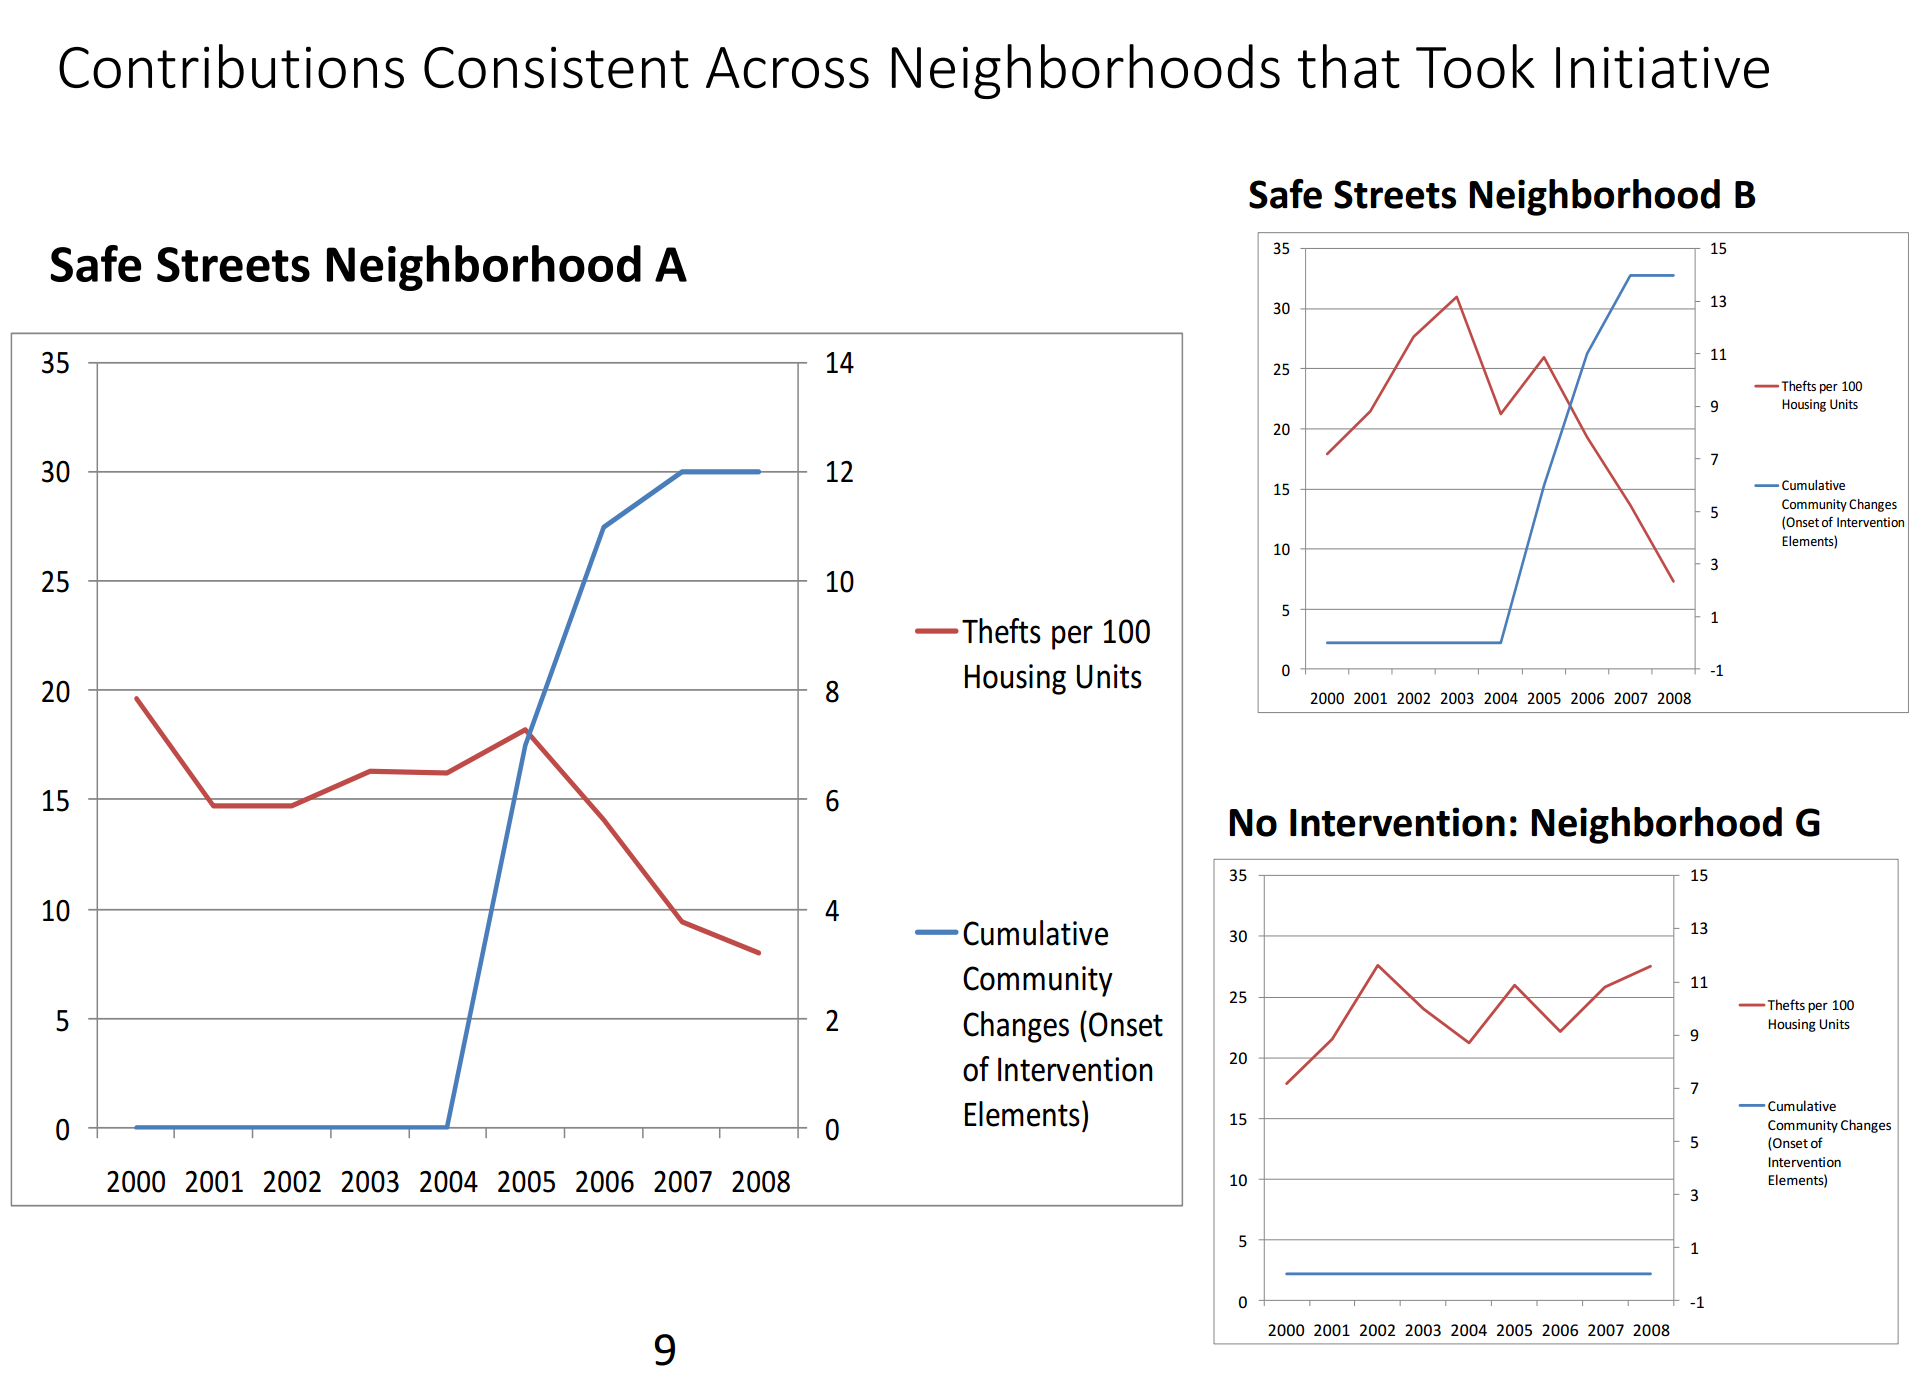 Contributions Consistent Across Neighborhoods that Took Initiative
Safe Streets Neighborhood A
35
30
25
20
15
10
5
0
14
12
10
8
6
4
2
0
2000 2001 2002 2003 2004 2005 2006 2007 2008
Thefts per 100
Housing Units
Cumulative
Community
Changes (Onset
of Intervention
Elements)
Safe Streets Neighborhood B
35
30
25
20
15
10
5
0
15
13
11
9
7
5
3
1
-1
2000 2001 2002 2003 2004 2005 2006 2007 2008
Thefts per 100
Housing Units
Cumulative
Community Changes
(Onset of Intervention
Elements)
No Intervention: Neighborhood G
35
30
25
20
15
10
5
0
15
13
11
9
7
5
3
1
-1
2000 2001 2002 2003 2004 2005 2006 2007 2008
Thefts per 100
Housing Units
Cumulative
Community Changes
(Onset of
Intervention
Elements)
9